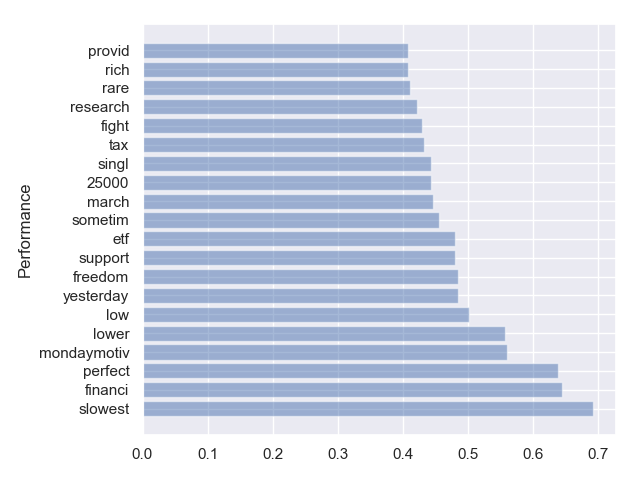 Performance
provid
rich
rare
research
fight
tax
singl
25000
march
sometim
etf
support
freedom
yesterday
low
lower
mondaymotiv
perfect
financi
slowest
0.0 0.1 0.2 0.3 0.4 0.5 0.6 0.7